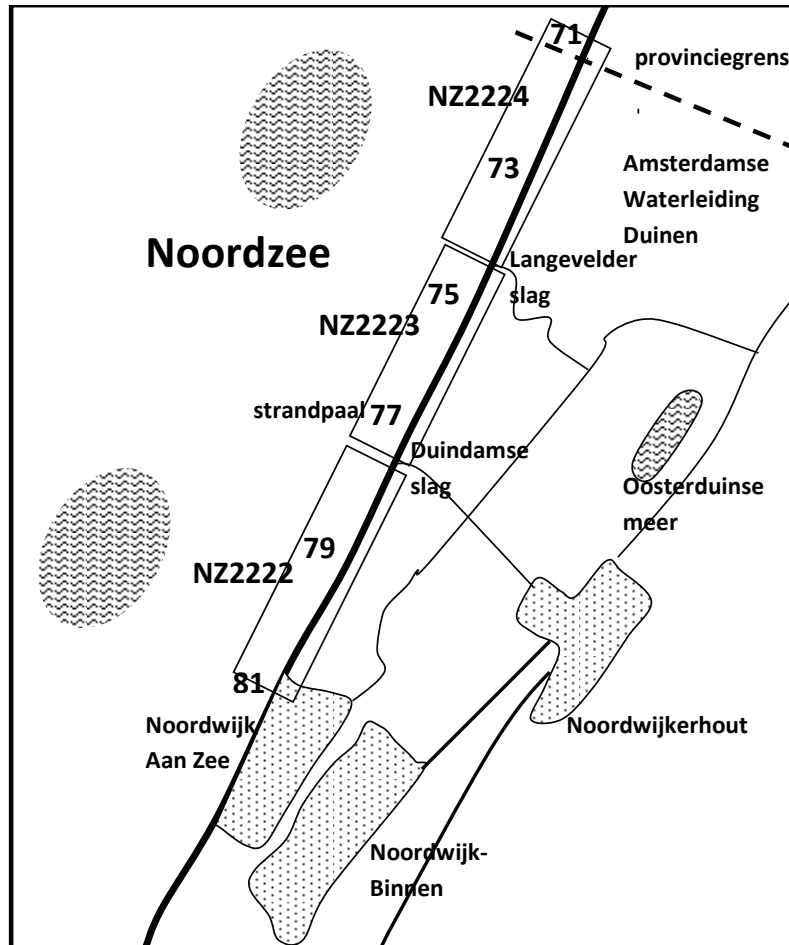 71
provinciegrens
NZ2224
73
Amsterdamse
Waterleiding
Duinen
Noordzee
Langevelder
slag
75
NZ2223
strandpaal
77
Duindamse
slag
Oosterduinse
meer
79
NZ2222
81
Noordwijk
Aan Zee
Noordwijkerhout
Noordwijk-
Binnen